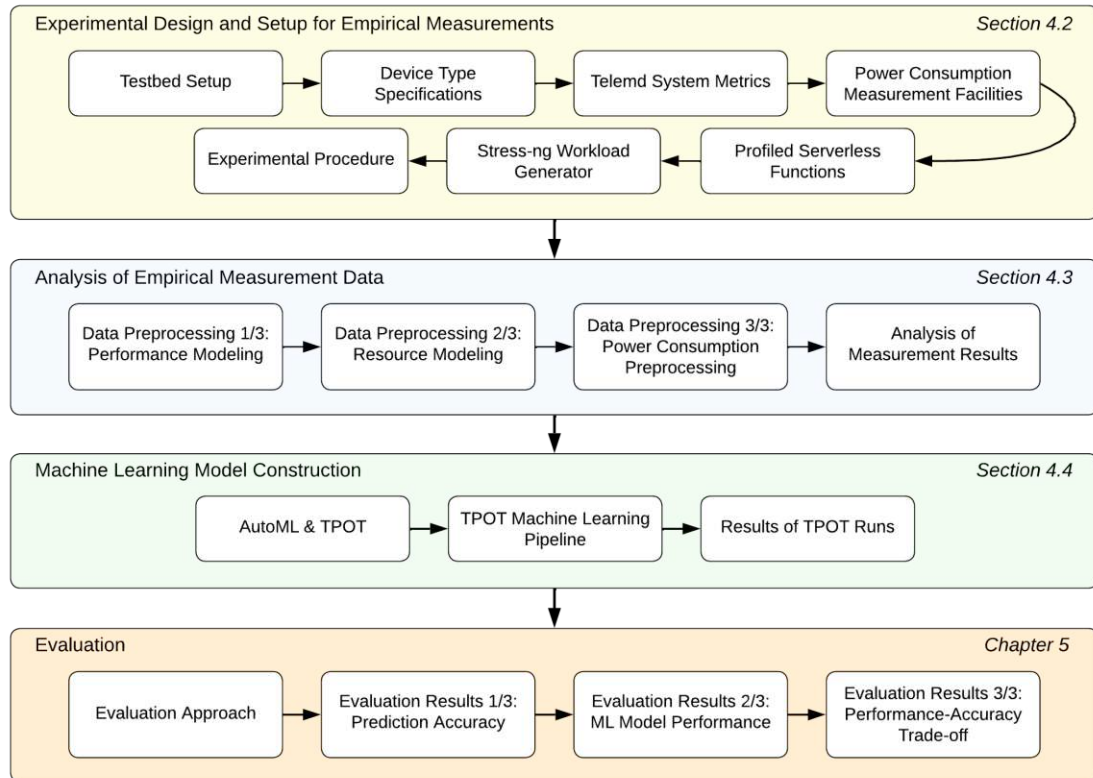 Experimental Design and Setup for Empirical Measurements
Section 4.2
Testbed Setup
Device Type
Specifications
Telemd System Metrics
Power Consumption
Measurement Facilities
Profiled Serverless
Functions
Stress-ng Workload
Generator
Experimental Procedure
Analysis of Empirical Measurement Data
Section 4.3
Data Preprocessing 1/3:
Performance Modeling
Data Preprocessing 2/3:
Resource Modeling
Data Preprocessing 3/3:
Power Consumption
Preprocessing
Analysis of
Measurement Results
Machine Learning Model Construction
Section 4.4
AutoML & TPOT
TPOT Machine Learning
Pipeline
Results of TPOT Runs
Evaluation
Chapter 5
Evaluation Approach
Evaluation Results 1/3:
Prediction Accuracy
Evaluation Results 2/3:
ML Model Performance
Evaluation Results 3/3:
Performance-Accuracy
Trade-off